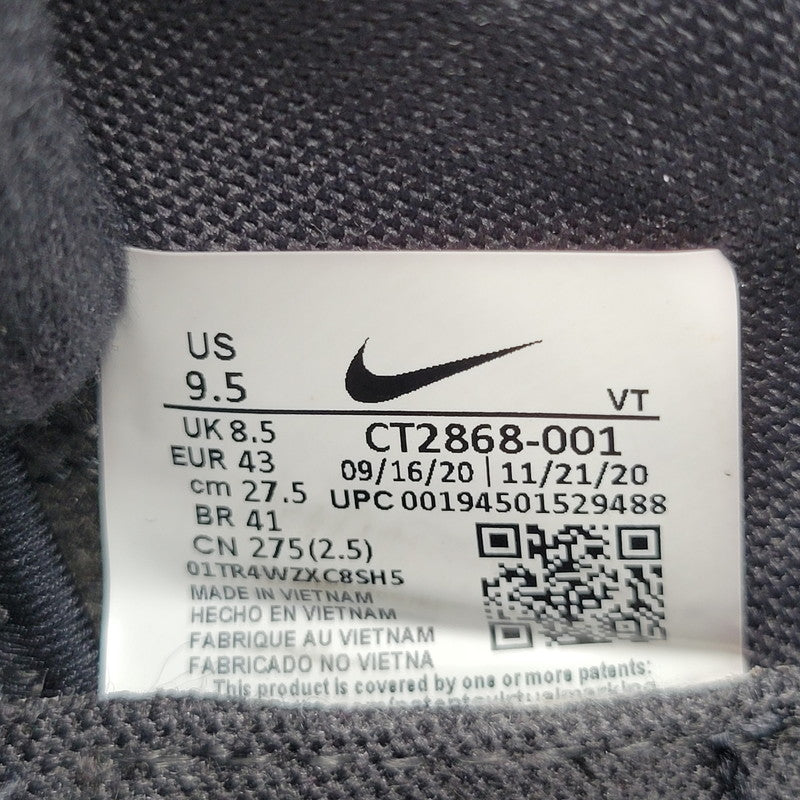 US
9.5
VT
UK 8.5
EUR 43
cm 27.5
BR 41
CN 275(2.5)
01TR4WZXC8SH5
CT2868-001
09/16/20 | 11/21/20
UPC 00194501529488
MADE IN VIETNAM
HECHO EN VIETNAM
FABRIQUE AU VIETNAM
FABRICADO NO VIETNA
This product is covered by one or more patents: